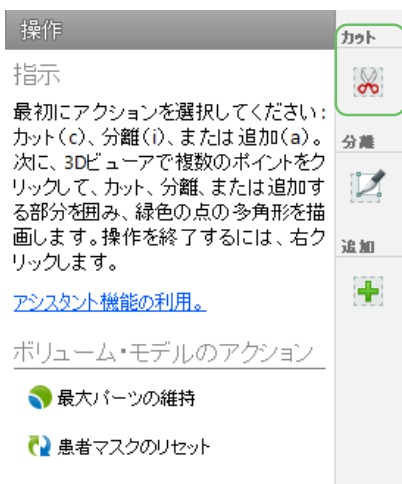 操作
指示
最初にアクションを選択してください：
カット(c)、分離(i)、または追加(a)。
次に、3Dビューアで複数のポイントをク
リックして、カット、分離、または追加す
る部分を囲み、緑色の点の多角形を描
画します。操作を終了するには、右ク
リックします。
アシスタント機能の利用。
ボリューム・モデルのアクション
最大パーツの維持
患者マスクのリセット
カット
分離
追加